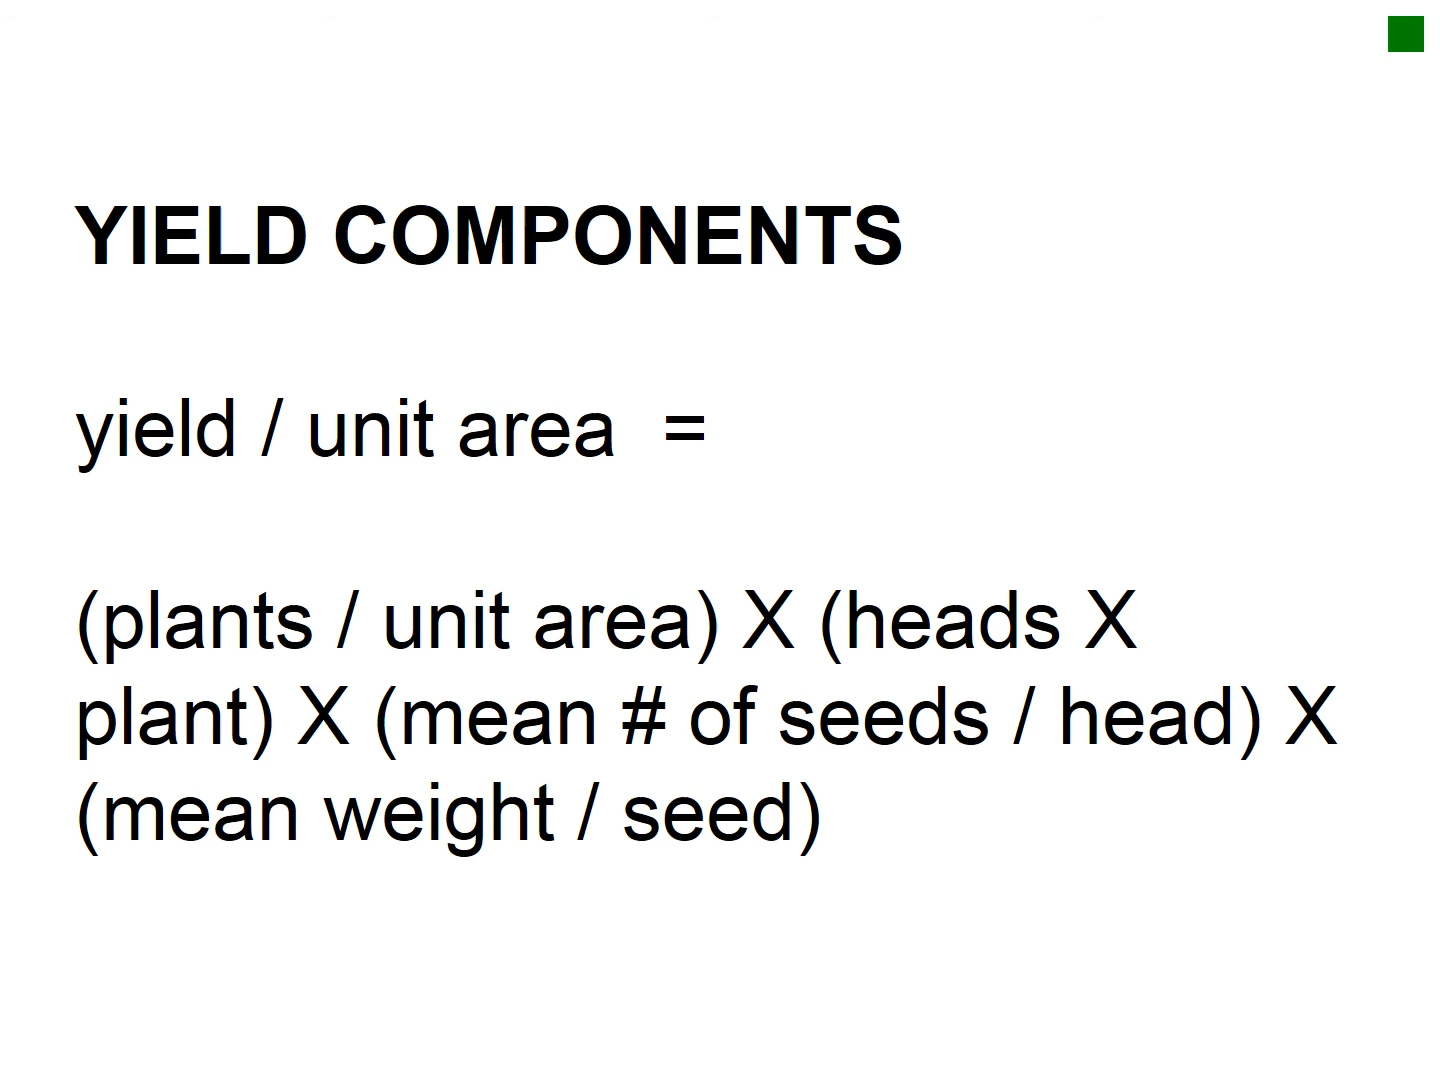 YIELD COMPONENTS
yield / unit area =
(plants / unit area) X (heads X
plant) X (mean # of seeds / head) X
(mean weight / seed)